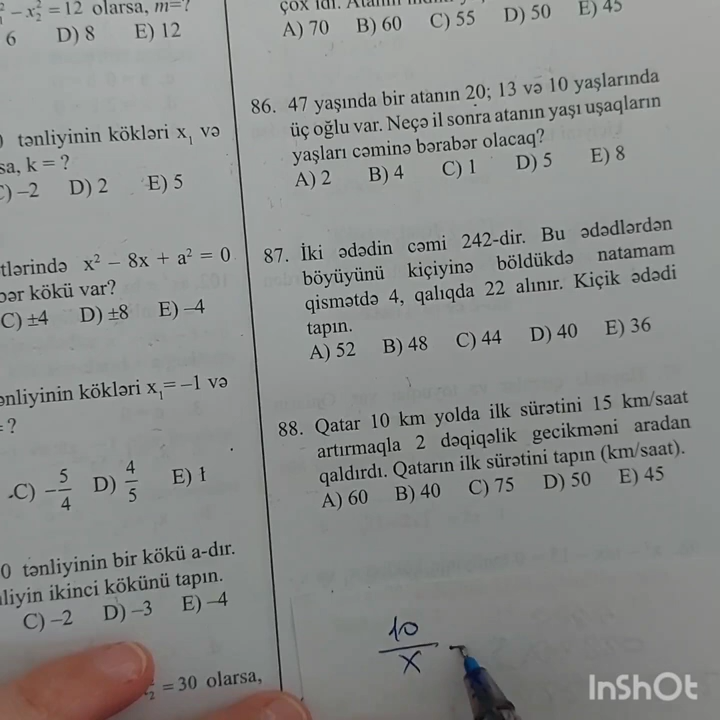 – x₂² = 12 olarsa, m=?
6 D) 8 E) 12
tənliyinin kökləri x₁ və
k = ?
–2 D) 2 E) 5
x² – 8x + a² = 0
kökü var?
C) ±4 D) ±8 E) –4
tənliyinin kökləri x₁= –1 və
= ?
C) –5/4 D) 4/5 E) 1
0 tənliyinin bir kökü a-dır.
ikinci kökünü tapın.
C) –2 D) –3 E) –4
= 30 olarsa,
çox idi.
A) 70 B) 60 C) 55 D) 50 E) 45
86. 47 yaşında bir atanın 20; 13 və 10 yaşlarında
üç oğlu var. Neçə il sonra atanın yaşı uşaqların
yaşları cəminə bərabər olacaq?
A) 2 B) 4 C) 1 D) 5 E) 8
87. İki ədədin cəmi 242-dir. Bu ədədlərdən
böyüyünü kiçiyinə böldükdə natamam
qismətdə 4, qalıqda 22 alınır. Kiçik ədədi
tapın.
A) 52 B) 48 C) 44 D) 40 E) 36
88. Qatar 10 km yolda ilk sürətini 15 km/saat
artırmaqla 2 dəqiqəlik gecikməni aradan
qaldırdı. Qatarın ilk sürətini tapın (km/saat).
A) 60 B) 40 C) 75 D) 50 E) 45
10/x -
InShOt